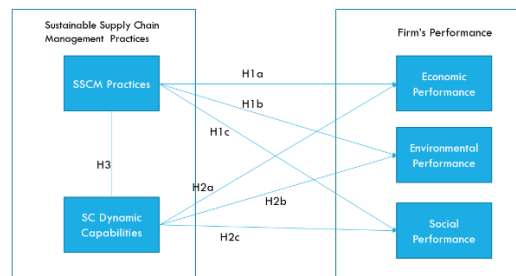 Sustainable Supply Chain
Management Practices
Firm's Performance
SSCM Practices
H1a
Economic
Performance
H1b
H1c
Environmental
Performance
H3
H2a
H2b
SC Dynamic
Capabilities
H2c
Social
Performance